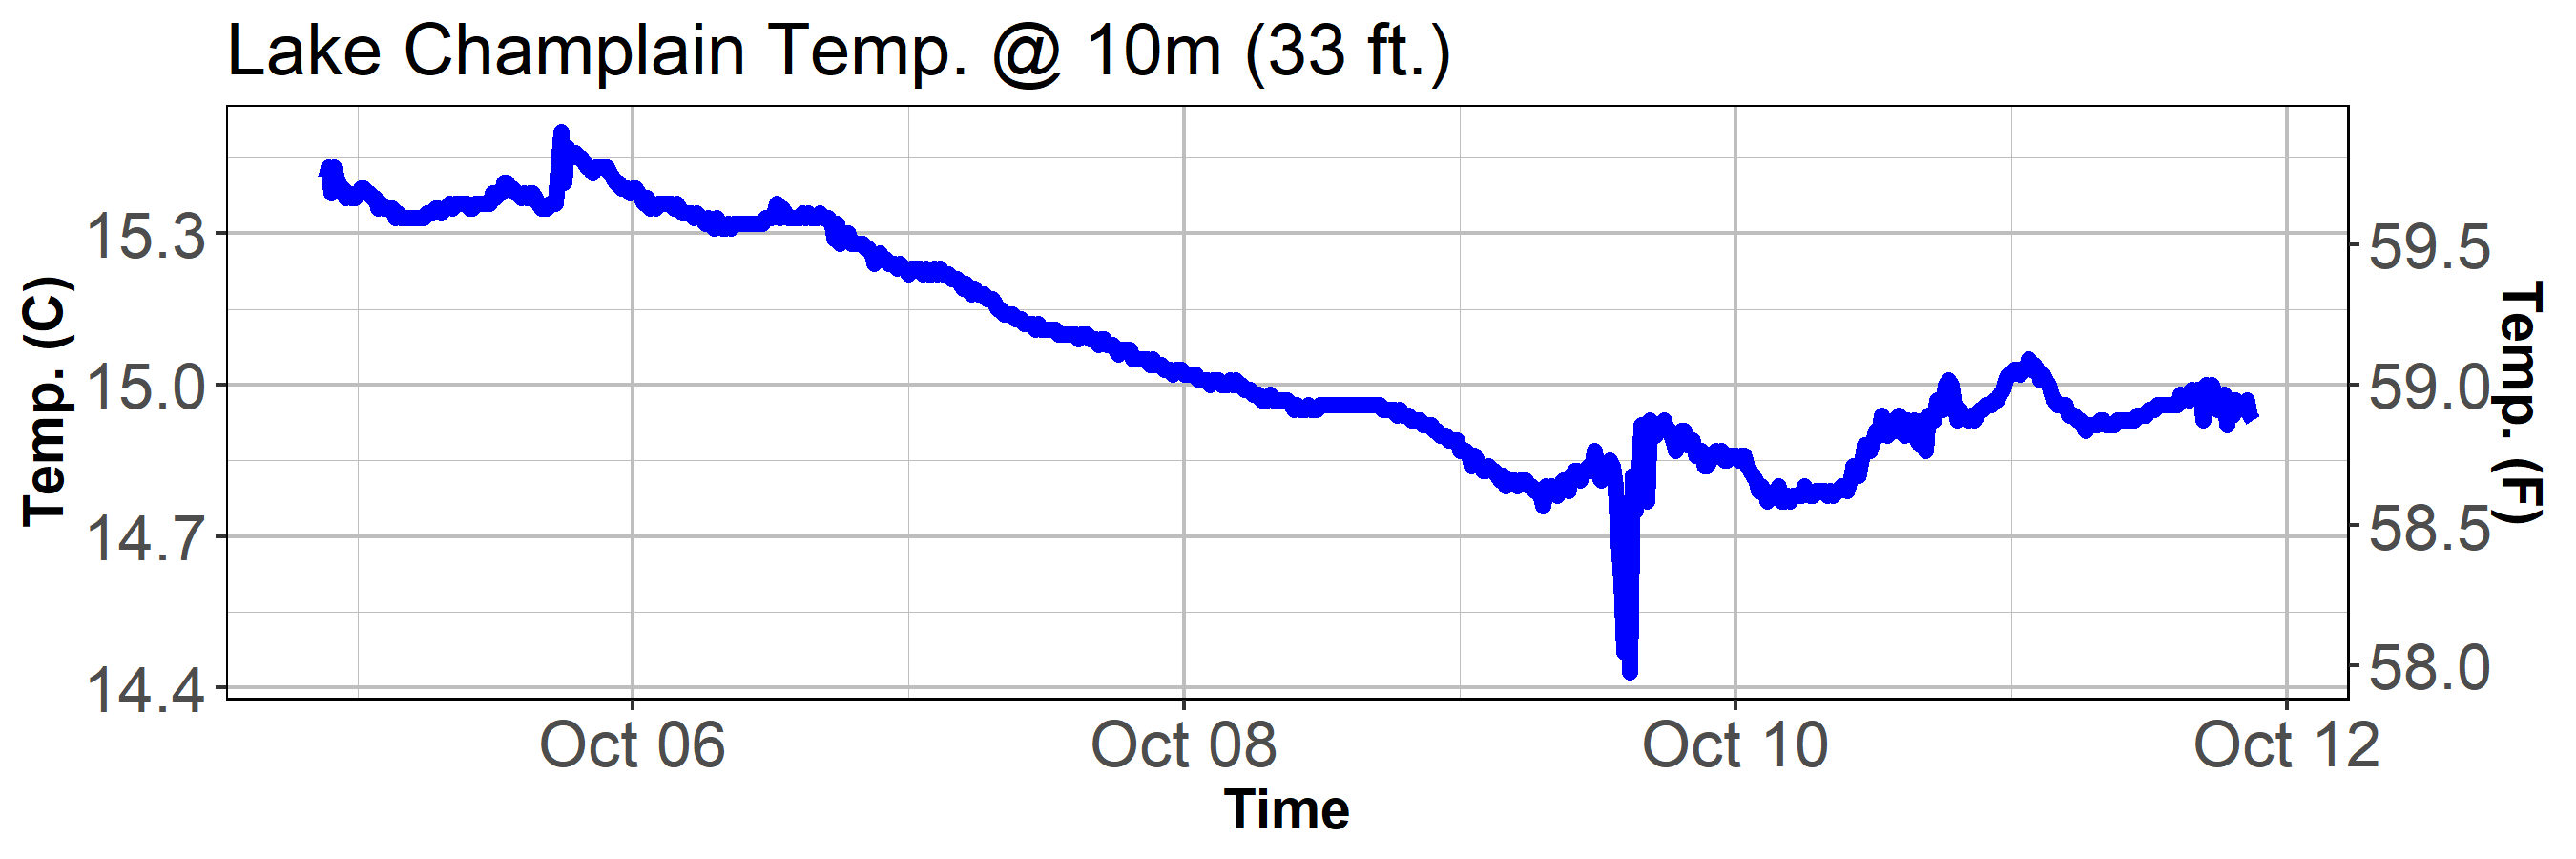 Lake Champlain Temp. @ 10m (33 ft.)
Temp. (C)
15.3
15.0
14.7
14.4
59.5
59.0
58.5
58.0
Temp. (F)
Oct 06
Oct 08
Oct 10
Oct 12
Time